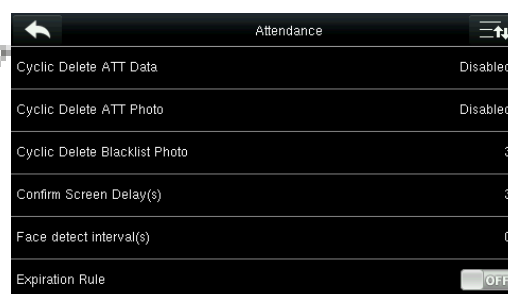 Attendance
Cyclic Delete ATT Data Disabled
Cyclic Delete ATT Photo Disabled
Cyclic Delete Blacklist Photo 3
Confirm Screen Delay(s) 3
Face detect interval(s) 0
Expiration Rule OFF